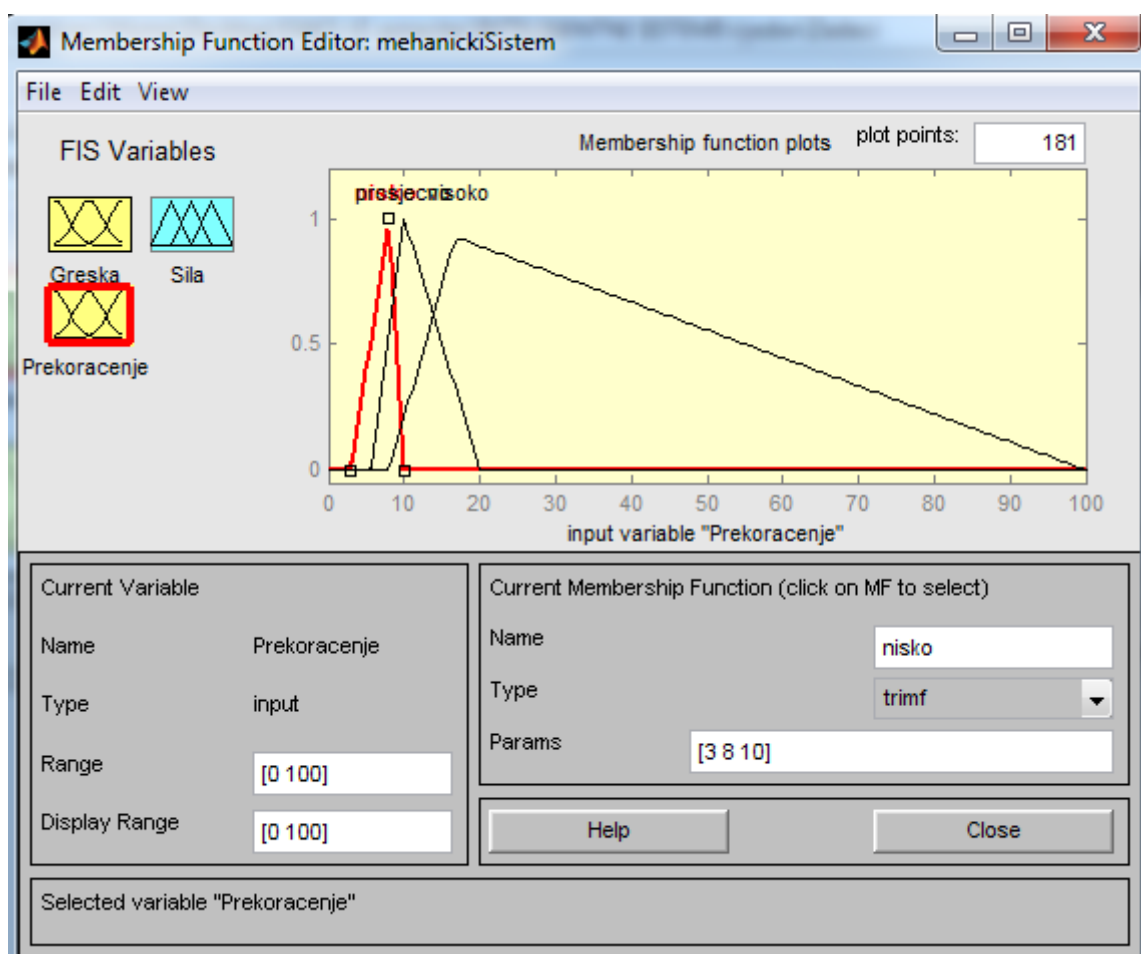 Membership Function Editor: mehanickiSistem
File Edit View
FIS Variables
Membership function plots
plot points:
181
Greska
Sila
Prekoracenje
nisko
prosjecno
visoko
1
0.5
0
0 10 20 30 40 50 60 70 80 90 100
input variable "Prekoracenje"
Current Variable
Name Prekoracenje
Type input
Range [0 100]
Display Range [0 100]
Current Membership Function (click on MF to select)
Name nisko
Type trimf
Params [3 8 10]
Help Close
Selected variable "Prekoracenje"